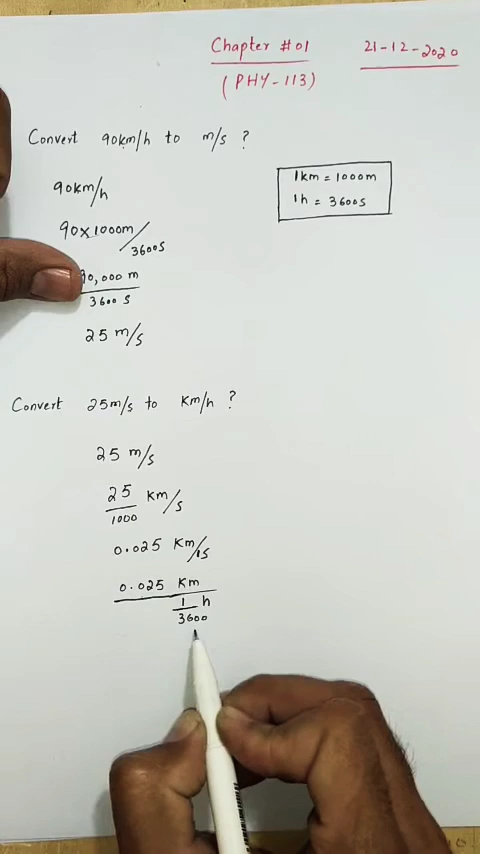 Chapter #01 21-12-2020
(PHY-113)
Convert 90km/h to m/s ?
1km = 1000m
1h = 3600s
90km/h
90x1000m/3600s
90,000 m
3600 s
25 m/s
Convert 25m/s to Km/h ?
25 m/s
25 Km/s
1000
0.025 Km/1s
0.025 Km
1 h
3600